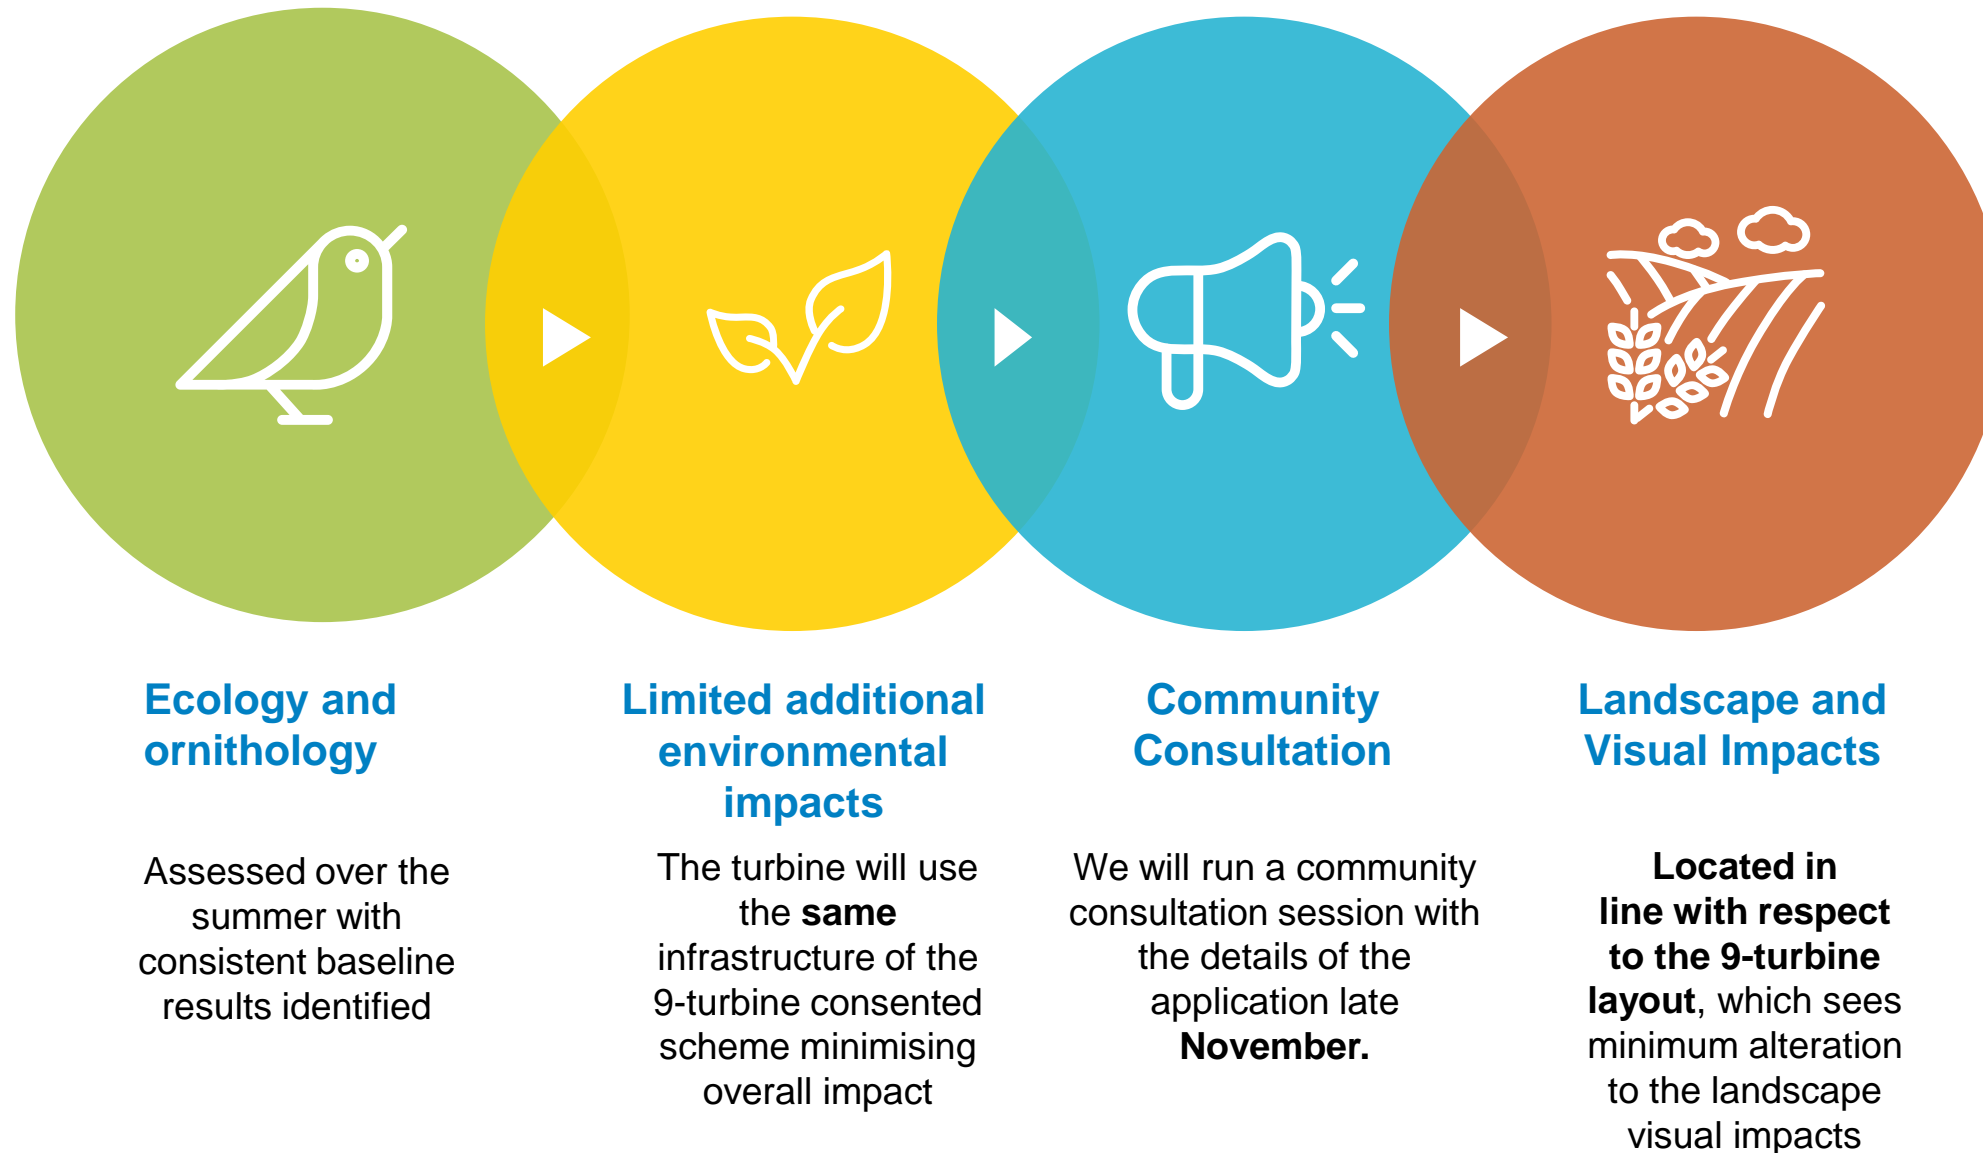 Ecology and
ornithology
Assessed over the
summer with
consistent baseline
results identified
Limited additional
environmental
impacts
The turbine will use
the same
infrastructure of the
9-turbine consented
scheme minimising
overall impact
Community
Consultation
We will run a community
consultation session with
the details of the
application late
November.
Landscape and
Visual Impacts
Located in
line with respect
to the 9-turbine
layout, which sees
minimum alteration
to the landscape
visual impacts